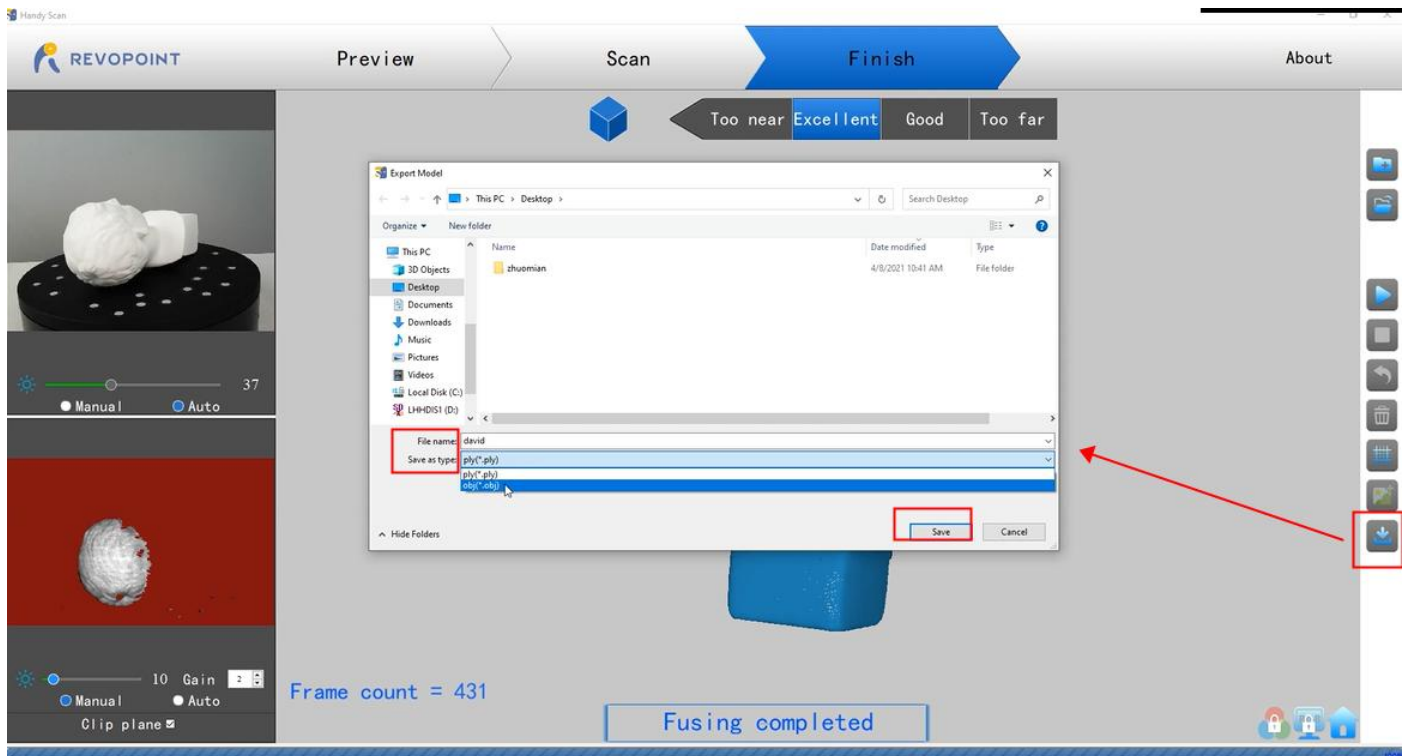 Handy Scan
REVOPOINT
Preview
Scan
Finish
About
Too near Excellent Good Too far
Export Model
This PC > Desktop >
Search Desktop
Organize
New folder
Name
Date modified
Type
This PC
3D Objects
Desktop
Documents
Downloads
Music
Pictures
Videos
Local Disk (C:)
LHHDIS1 (D:)
zhuomian
4/8/2021 10:41 AM
File folder
File name: david
Save as type: ply(*.ply)
ply(*.ply)
obj(*.obj)
Hide Folders
Save
Cancel
37
Manual Auto
10 Gain 2
Manual Auto
Clip plane
Frame count = 431
Fusing completed